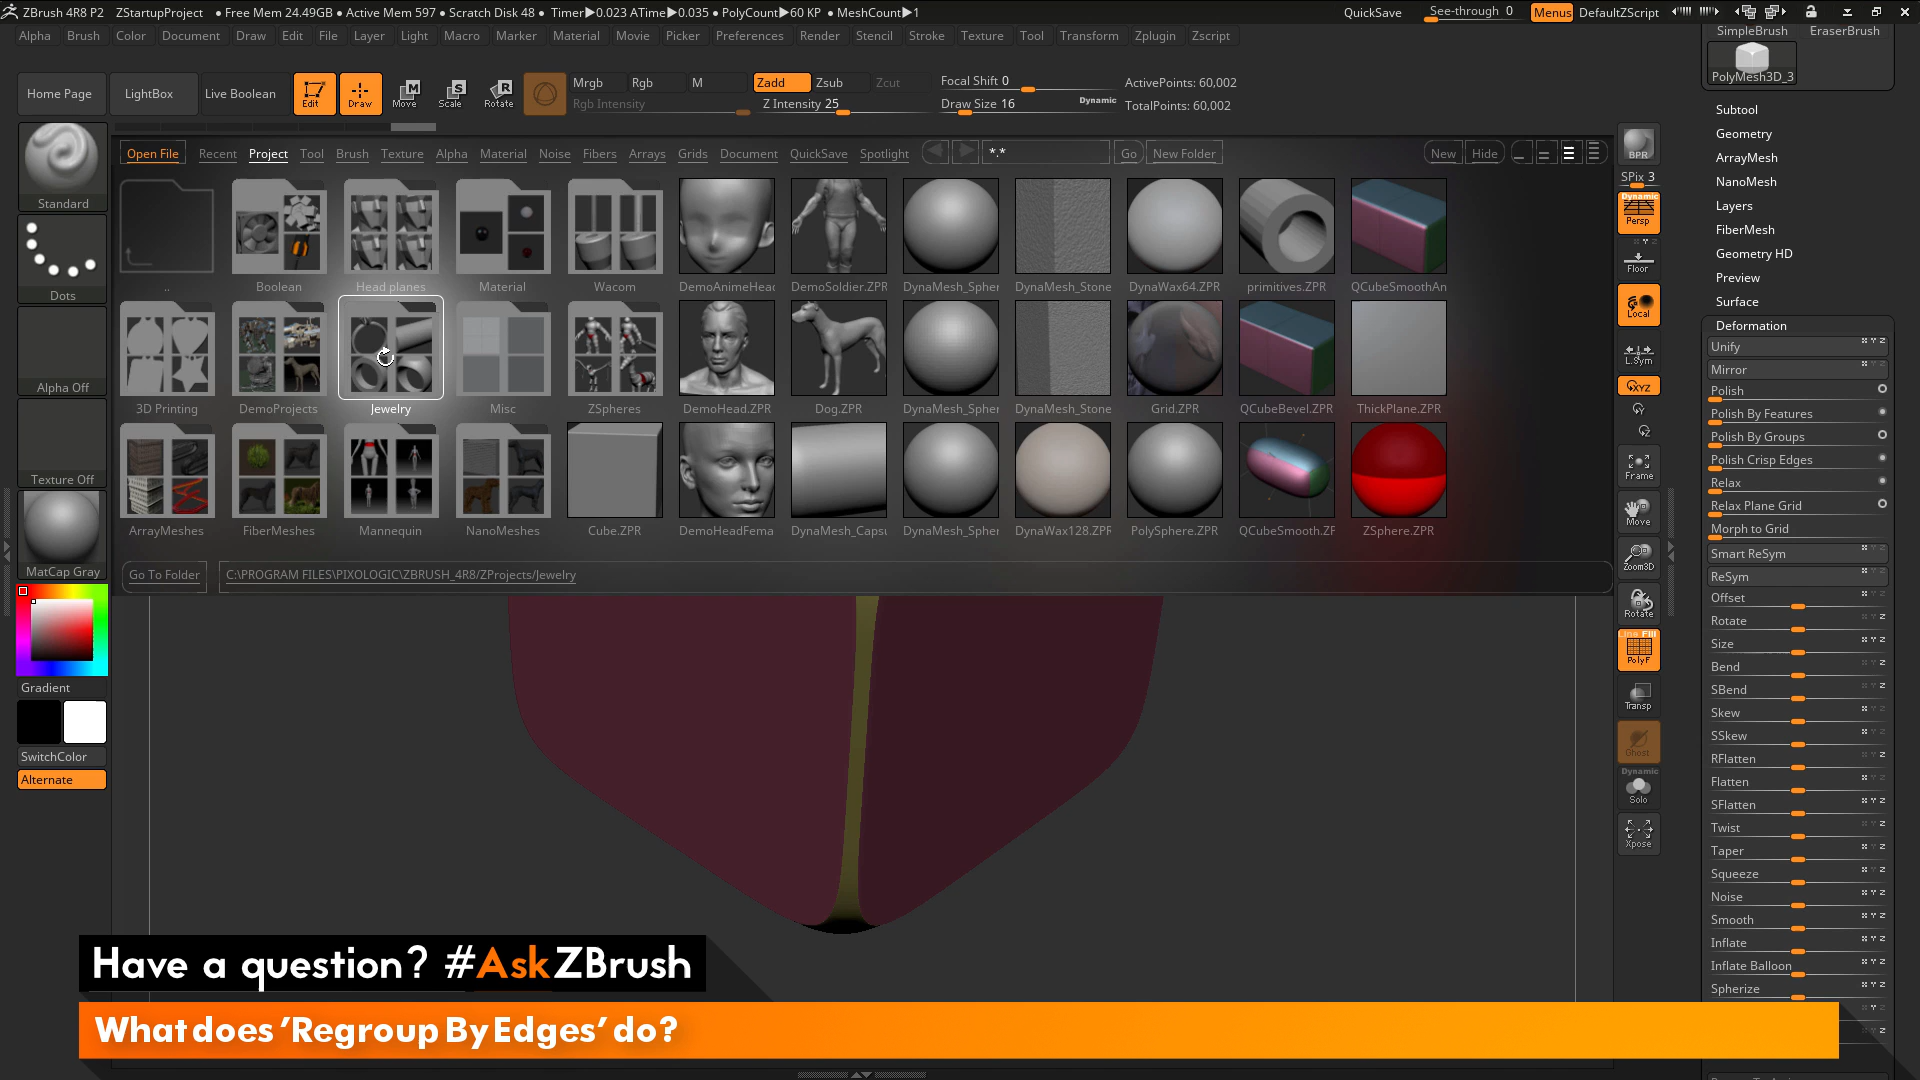 ZBrush 4R8 P2 ZStartupProject • Free Mem 24.49GB • Active Mem 597 • Scratch Disk 48 • Timer▶0.023 ATime▶0.035 • PolyCount▶60 KP • MeshCount▶1 QuickSave See-through 0 Menus DefaultZScript
Alpha Brush Color Document Draw Edit File Layer Light Macro Marker Material Movie Picker Preferences Render Stencil Stroke Texture Tool Transform Zplugin Zscript
Home Page LightBox Live Boolean Edit Draw Move Scale Rotate
Mrgb Rgb M Zadd Zsub Zcut Focal Shift 0 ActivePoints: 60,002
Rgb Intensity Z Intensity 25 Draw Size 16 Dynamic TotalPoints: 60,002
Open File Recent Project Tool Brush Texture Alpha Material Noise Fibers Arrays Grids Document QuickSave Spotlight *.* Go New Folder New Hide
.. Boolean Head planes Material Wacom DemoAnimeHead DemoSoldier.ZPR DynaMesh_Spher DynaMesh_Stone DynaWax64.ZPR primitives.ZPR QCubeSmoothAn
3D Printing DemoProjects Jewelry Misc ZSpheres DemoHead.ZPR Dog.ZPR DynaMesh_Spher DynaMesh_Stone Grid.ZPR QCubeBevel.ZPR ThickPlane.ZPR
ArrayMeshes FiberMeshes Mannequin NanoMeshes Cube.ZPR DemoHeadFema DynaMesh_Capsu DynaMesh_Spher DynaWax128.ZPR PolySphere.ZPR QCubeSmooth.ZF ZSphere.ZPR
Go To Folder C:\PROGRAM FILES\PIXOLOGIC\ZBRUSH_4R8/ZProjects/Jewelry
Standard
Dots
Alpha Off
Texture Off
MatCap Gray
Gradient
SwitchColor
Alternate
BPR
SPix 3
Dynamic
Persp
Floor
Local
L.Sym
XYZ
Frame
Move
Zoom3D
Rotate
Line Fill
PolyF
Transp
Ghost
Dynamic
Solo
Xpose
SimpleBrush EraserBrush
PolyMesh3D_3
Subtool
Geometry
ArrayMesh
NanoMesh
Layers
FiberMesh
Geometry HD
Preview
Surface
Deformation
Unify
Mirror
Polish
Polish By Features
Polish By Groups
Polish Crisp Edges
Relax
Relax Plane Grid
Morph to Grid
Smart ReSym
ReSym
Offset
Rotate
Size
Bend
SBend
Skew
SSkew
RFlatten
Flatten
SFlatten
Twist
Taper
Squeeze
Noise
Smooth
Inflate
Inflate Balloon
Spherize
Have a question? #AskZBrush
What does 'Regroup By Edges' do?